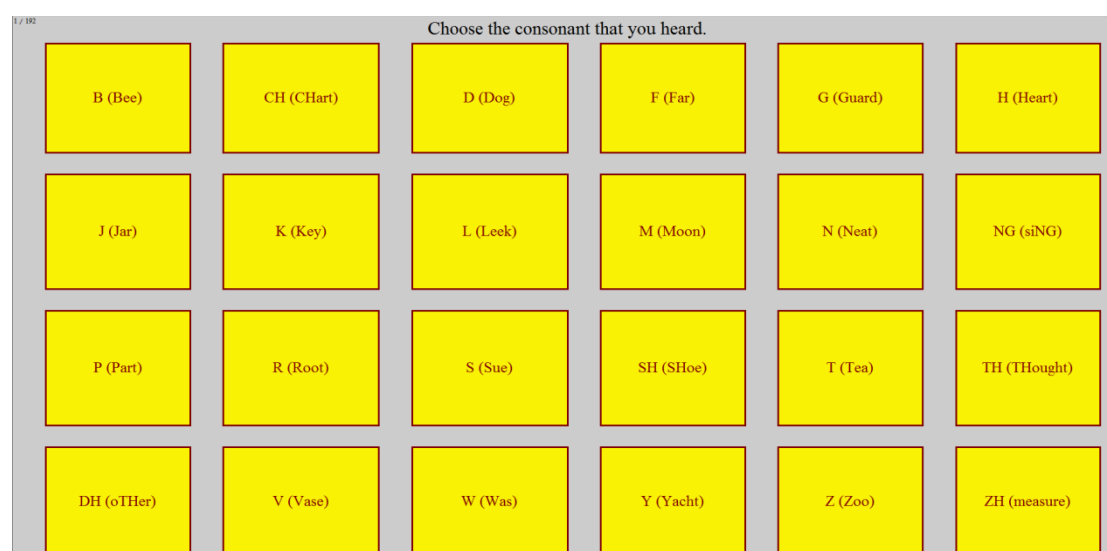 1 / 192
Choose the consonant that you heard.
B (Bee) CH (CHart) D (Dog) F (Far) G (Guard) H (Heart)
J (Jar) K (Key) L (Leek) M (Moon) N (Neat) NG (siNG)
P (Part) R (Root) S (Sue) SH (SHoe) T (Tea) TH (THought)
DH (oTHer) V (Vase) W (Was) Y (Yacht) Z (Zoo) ZH (measure)